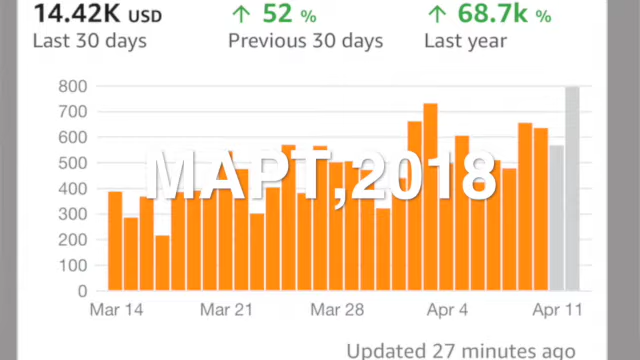 14.42K USD
↑ 52 %
↑ 68.7k %
Last 30 days
Previous 30 days
Last year
800
700
600
500
400
300
200
100
0
МАРТ,2018
Mar 14
Mar 21
Mar 28
Apr 4
Apr 11
Updated 27 minutes ago